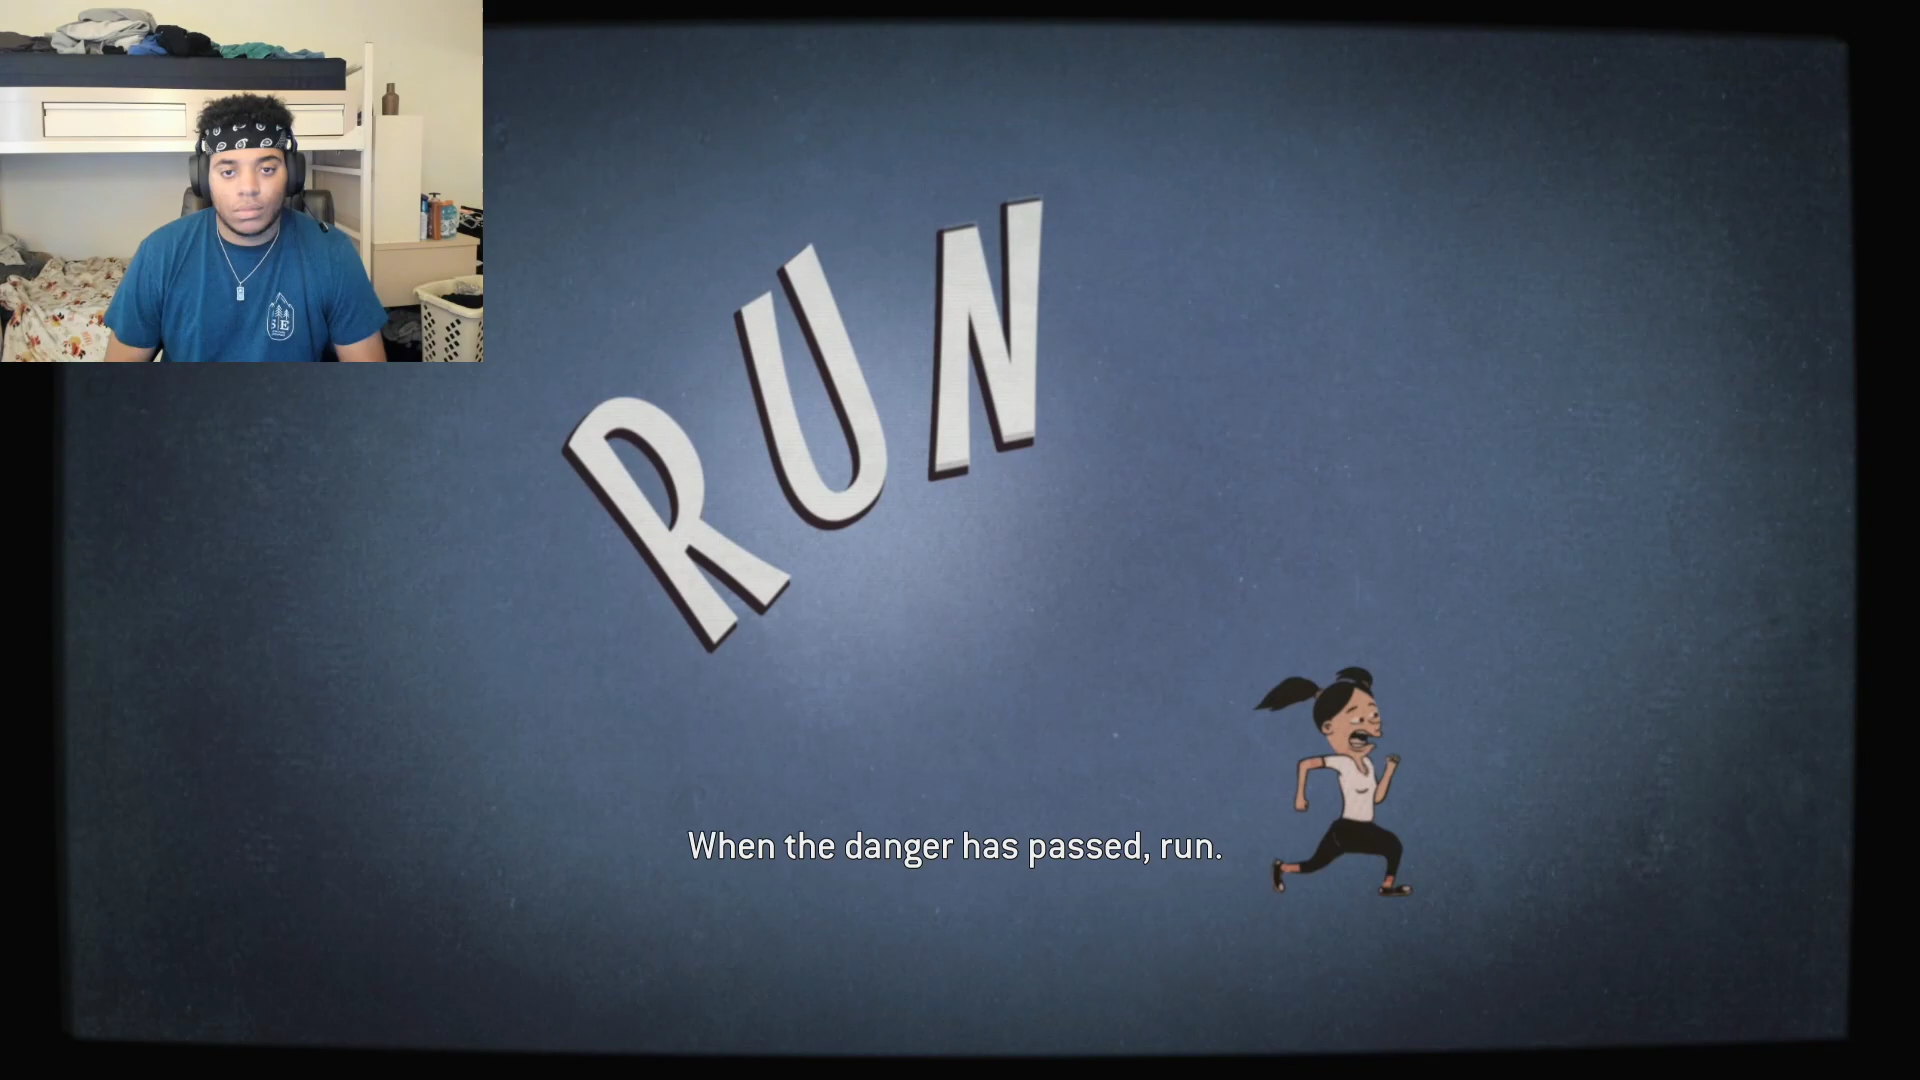 RUN
When the danger has passed, run.
S E